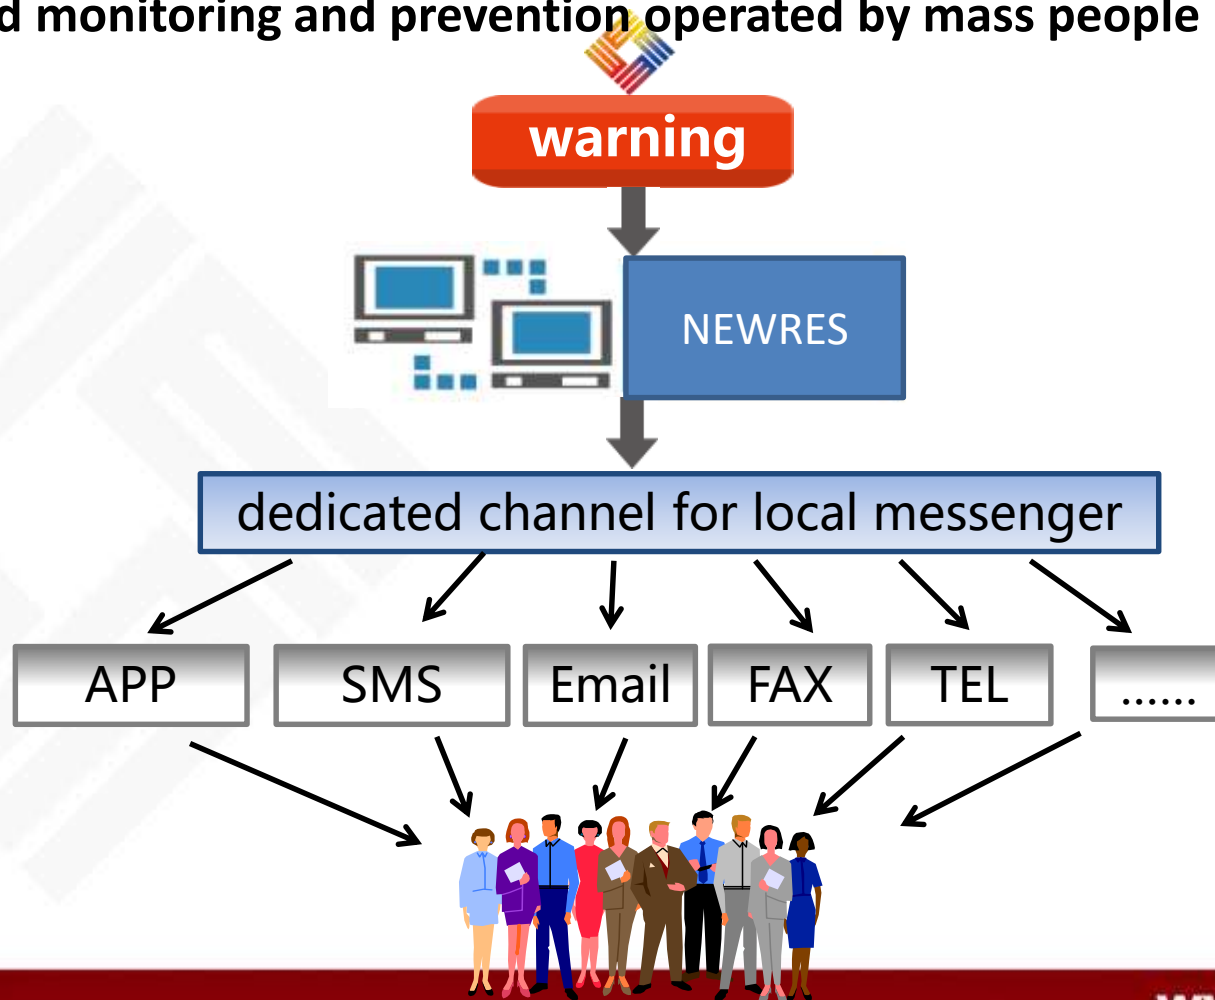 monitoring and prevention operated by mass people
warning
NEWRES
dedicated channel for local messenger
APP
SMS
Email
FAX
TEL
......